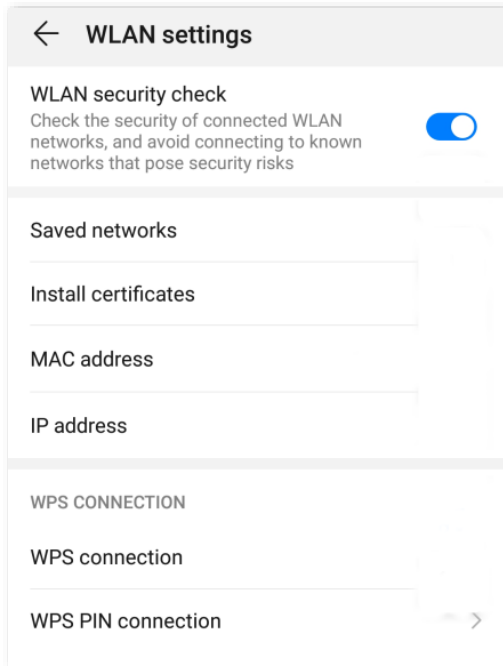 WLAN settings
WLAN security check
Check the security of connected WLAN
networks, and avoid connecting to known
networks that pose security risks
Saved networks
Install certificates
MAC address
IP address
WPS CONNECTION
WPS connection
WPS PIN connection